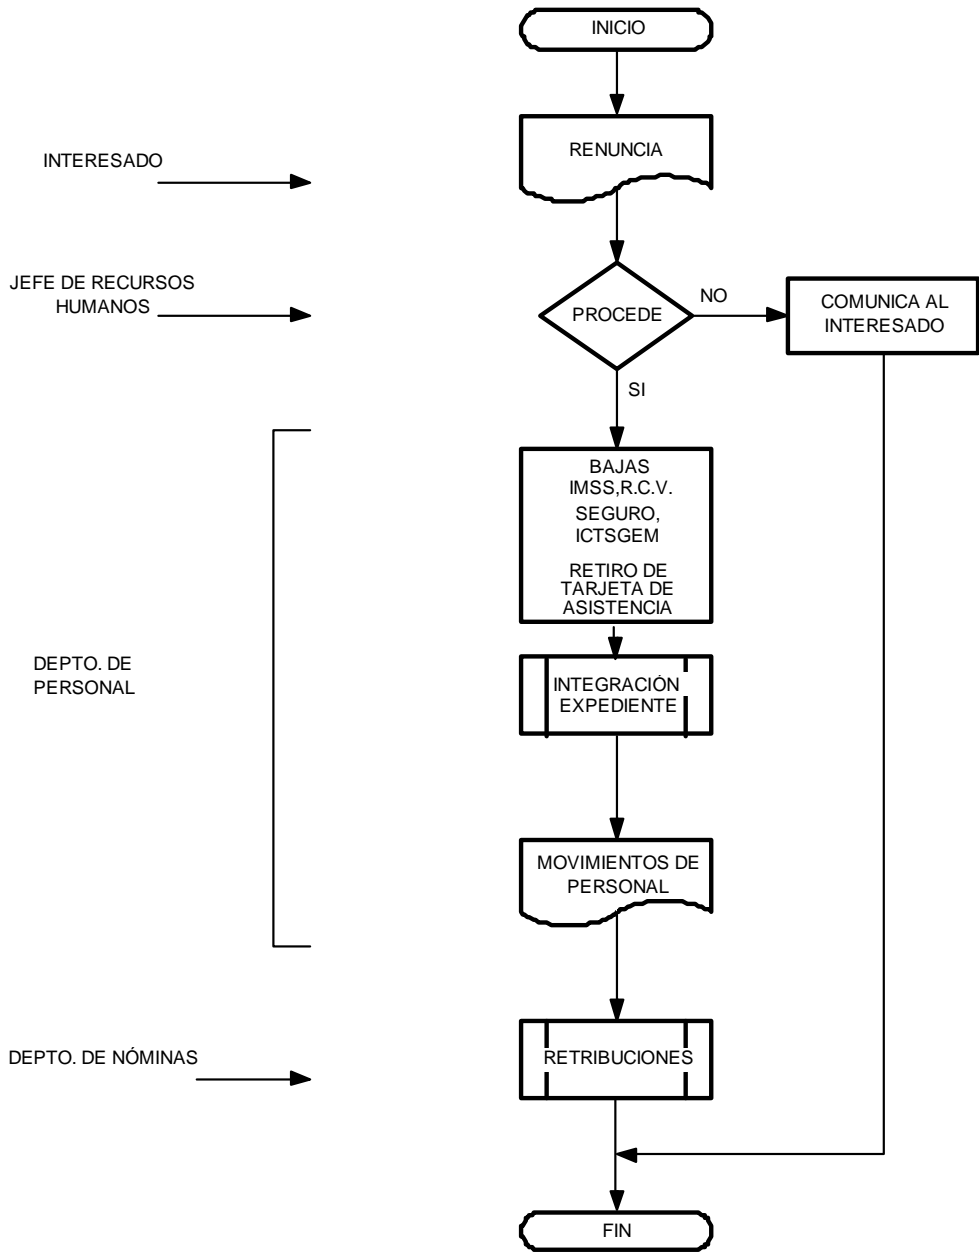 INICIO
RENUNCIA
INTERESADO
JEFE DE RECURSOS
HUMANOS
PROCEDE
NO
COMUNICA AL
INTERESADO
SI
BAJAS
IMSS,R.C.V.
SEGURO,
ICTSGEM
RETIRO DE
TARJETA DE
ASISTENCIA
DEPTO. DE
PERSONAL
INTEGRACIÓN
EXPEDIENTE
MOVIMIENTOS DE
PERSONAL
DEPTO. DE NÓMINAS
RETRIBUCIONES
FIN